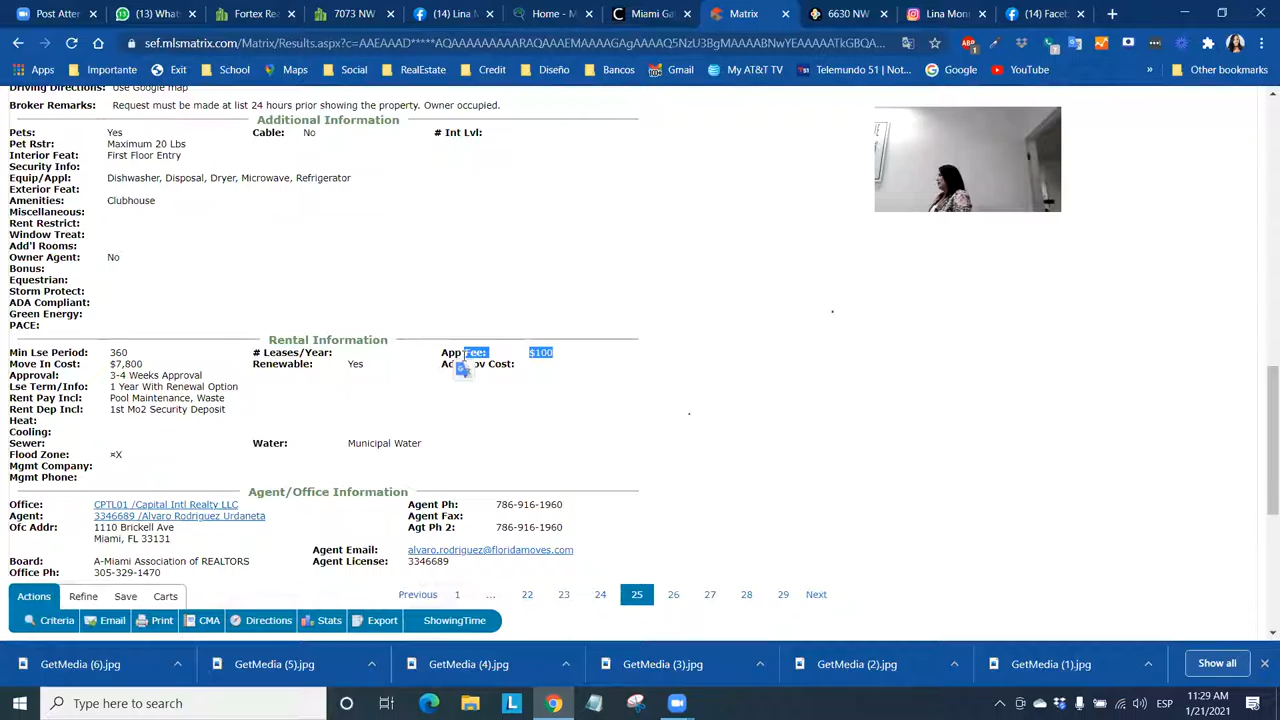 Post Atter
(13) Whats
Fortex Re
7073 NW
(14) Lina M
Home - M
Miami Ga
Matrix
6630 NW
Lina Mon
(14) Faceb
sef.mlsmatrix.com/Matrix/Results.aspx?c=AAEAAAD*****AQAAAAAAAAARAQAAAEMAAAAGAgAAAAQ5NzU3BgMAAAABNwYEAAAAATkGBQA...
Apps Importante Exit School Maps Social RealEstate Credit Diseño Bancos Gmail My AT&T TV Telemundo 51 | Not... Google YouTube » Other bookmarks
Driving Directions: Use Google map
Broker Remarks: Request must be made at list 24 hours prior showing the property. Owner occupied.
Additional Information
Pets: Yes Cable: No # Int Lvl:
Pet Rstr: Maximum 20 Lbs
Interior Feat: First Floor Entry
Security Info:
Equip/Appl: Dishwasher, Disposal, Dryer, Microwave, Refrigerator
Exterior Feat:
Amenities: Clubhouse
Miscellaneous:
Rent Restrict:
Window Treat:
Add'l Rooms:
Owner Agent: No
Bonus:
Equestrian:
Storm Protect:
ADA Compliant:
Green Energy:
PACE:
Rental Information
Min Lse Period: 360 # Leases/Year: App Fee: $100
Move In Cost: $7,800 Renewable: Yes Cost:
Approval: 3-4 Weeks Approval
Lse Term/Info: 1 Year With Renewal Option
Rent Pay Incl: Pool Maintenance, Waste
Rent Dep Incl: 1st Mo2 Security Deposit
Heat:
Cooling:
Sewer: Water: Municipal Water
Flood Zone: ¤X
Mgmt Company:
Mgmt Phone:
Agent/Office Information
Office: CPTL01 /Capital Intl Realty LLC Agent Ph: 786-916-1960
Agent: 3346689 /Alvaro Rodriguez Urdaneta Agent Fax:
Ofc Addr: 1110 Brickell Ave Agt Ph 2: 786-916-1960
Miami, FL 33131
Agent Email: alvaro.rodriguez@floridamoves.com
Board: A-Miami Association of REALTORS Agent License: 3346689
Office Ph: 305-329-1470
Actions Refine Save Carts
Previous 1 ... 22 23 24 25 26 27 28 29 Next
Criteria Email Print CMA Directions Stats Export ShowingTime
GetMedia (6).jpg GetMedia (5).jpg GetMedia (4).jpg GetMedia (3).jpg GetMedia (2).jpg GetMedia (1).jpg Show all
Type here to search
ESP
11:29 AM
1/21/2021